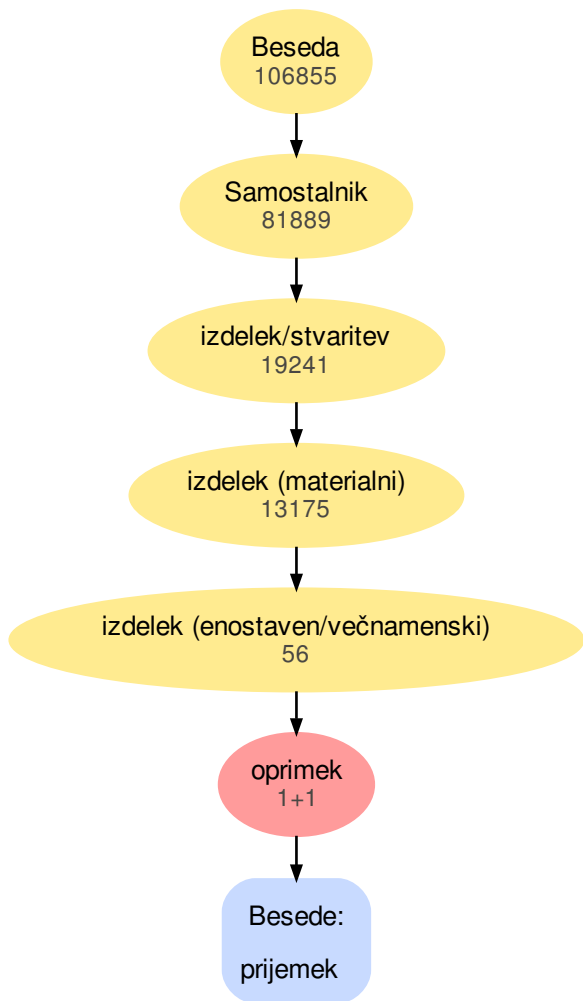 Beseda
106855
Samostalnik
81889
izdelek/stvaritev
19241
izdelek (materialni)
13175
izdelek (enostaven/večnamenski)
56
oprimek
1+1
Besede:
prijemek